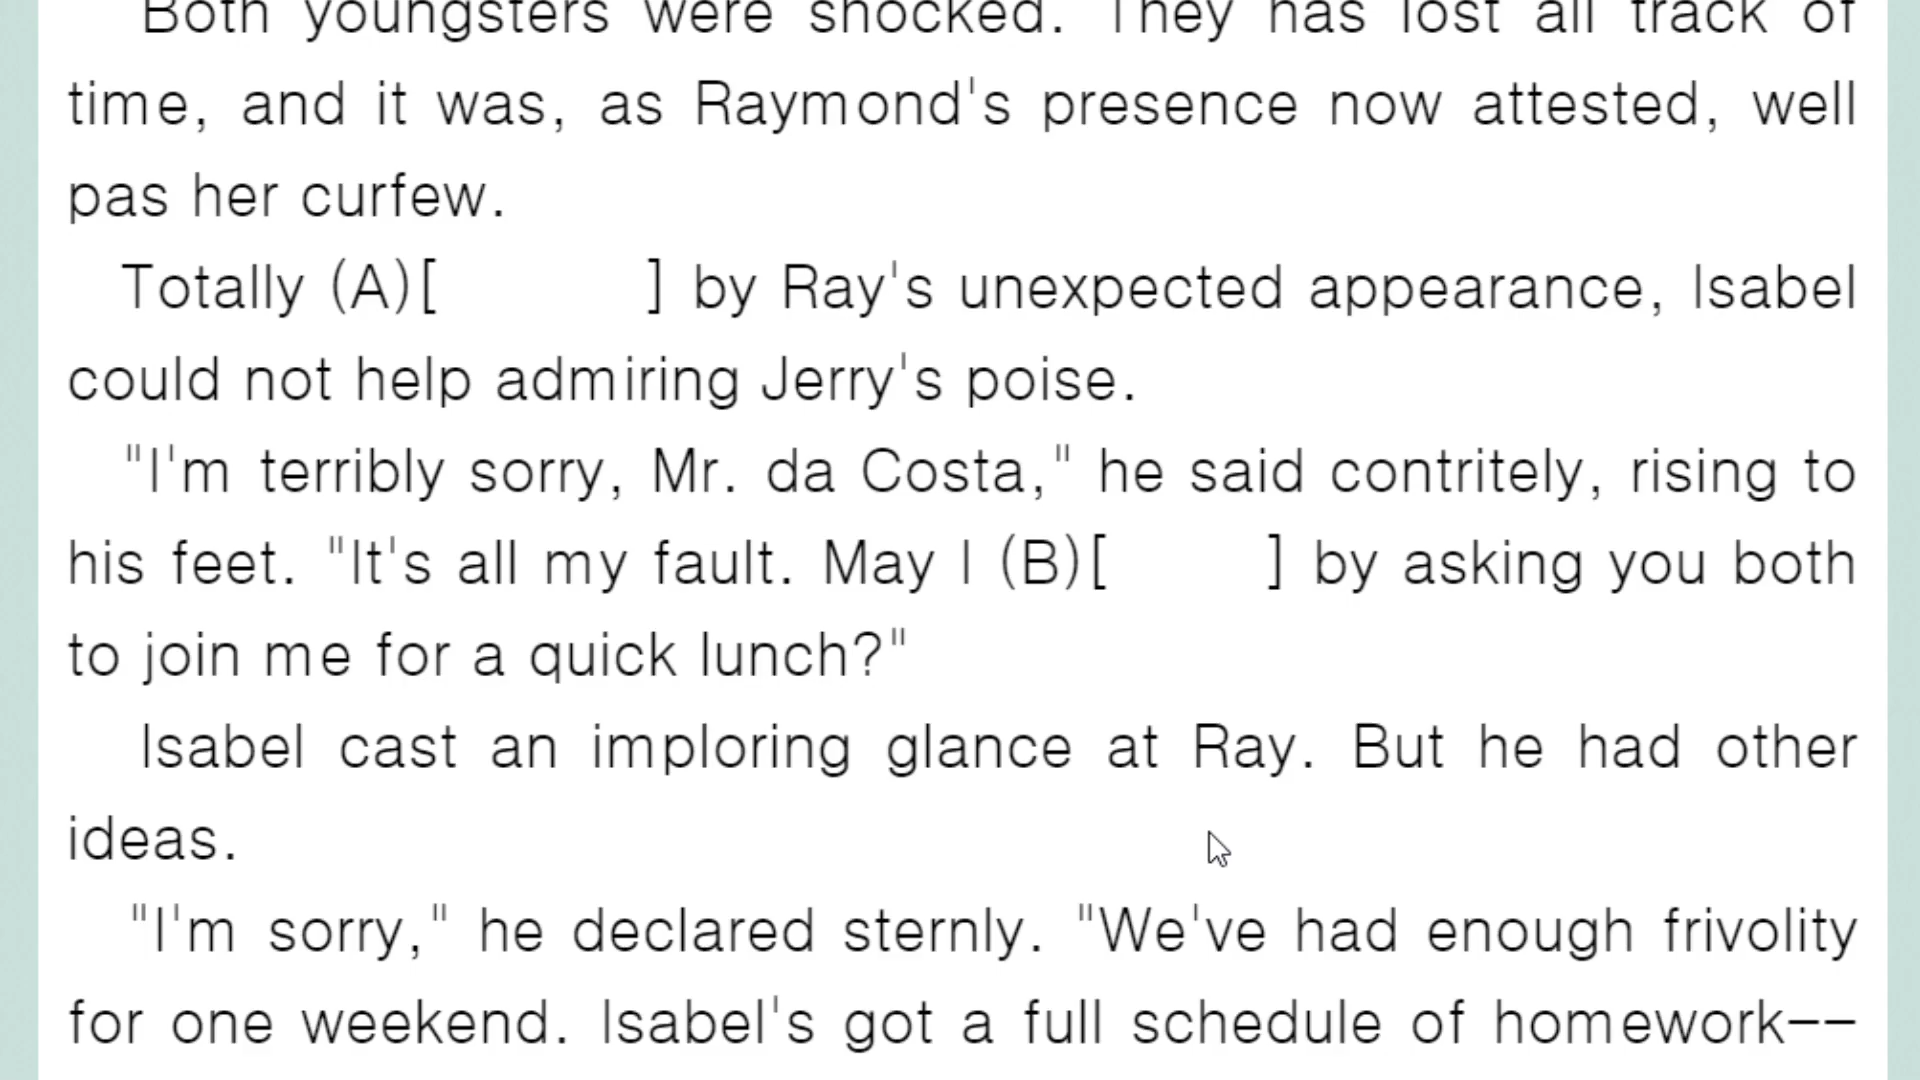 Both youngsters were shocked. They has lost all track of
time, and it was, as Raymond's presence now attested, well
pas her curfew.
Totally (A)[ ] by Ray's unexpected appearance, Isabel
could not help admiring Jerry's poise.
"I'm terribly sorry, Mr. da Costa," he said contritely, rising to
his feet. "It's all my fault. May I (B)[ ] by asking you both
to join me for a quick lunch?"
Isabel cast an imploring glance at Ray. But he had other
ideas.
"I'm sorry," he declared sternly. "We've had enough frivolity
for one weekend. Isabel's got a full schedule of homework--